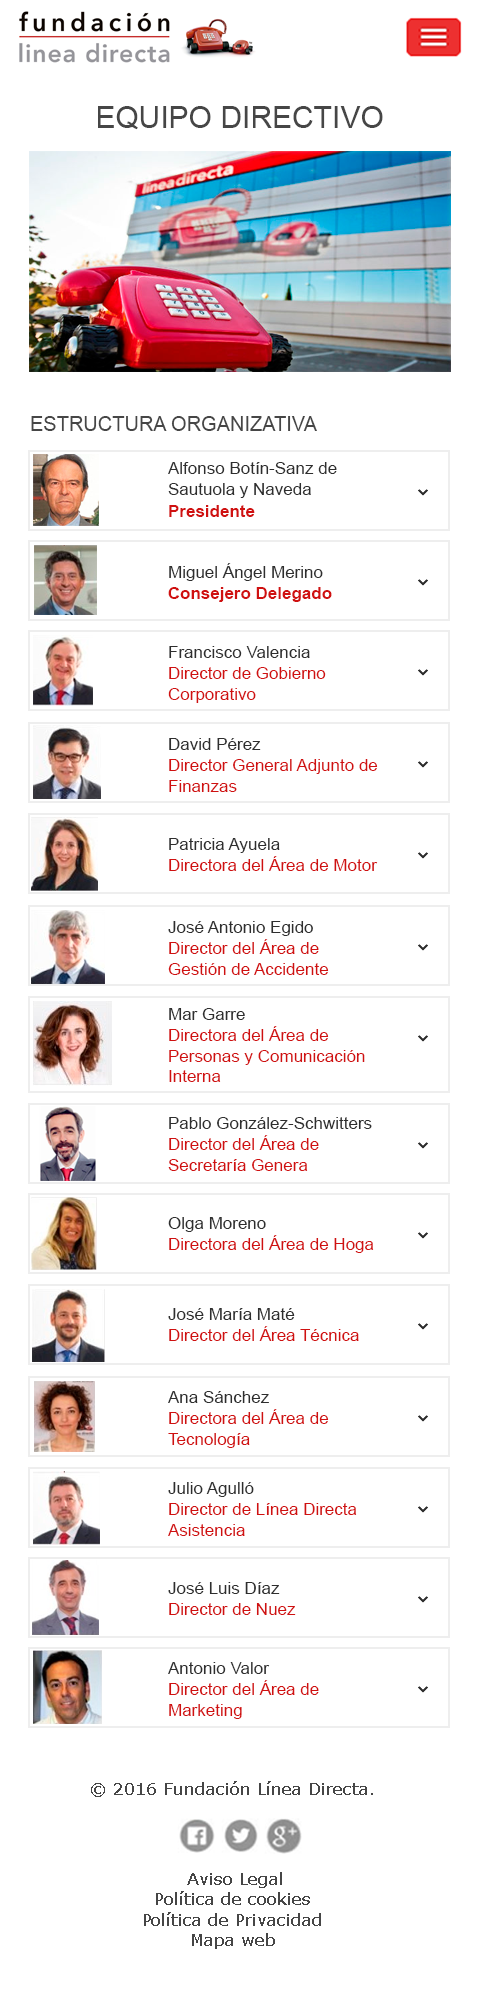 fundación
linea directa
EQUIPO DIRECTIVO
linea directa
ESTRUCTURA ORGANIZATIVA
Alfonso Botín-Sanz de
Sautuola y Naveda
Presidente
Miguel Ángel Merino
Consejero Delegado
Francisco Valencia
Director de Gobierno
Corporativo
David Pérez
Director General Adjunto de
Finanzas
Patricia Ayuela
Directora del Área de Motor
José Antonio Egido
Director del Área de
Gestión de Accidente
Mar Garre
Directora del Área de
Personas y Comunicación
Interna
Pablo González-Schwitters
Director del Área de
Secretaría Genera
Olga Moreno
Directora del Área de Hoga
José María Maté
Director del Área Técnica
Ana Sánchez
Directora del Área de
Tecnología
Julio Agulló
Director de Línea Directa
Asistencia
José Luis Díaz
Director de Nuez
Antonio Valor
Director del Área de
Marketing
© 2016 Fundación Línea Directa.
Aviso Legal
Política de cookies
Política de Privacidad
Mapa web